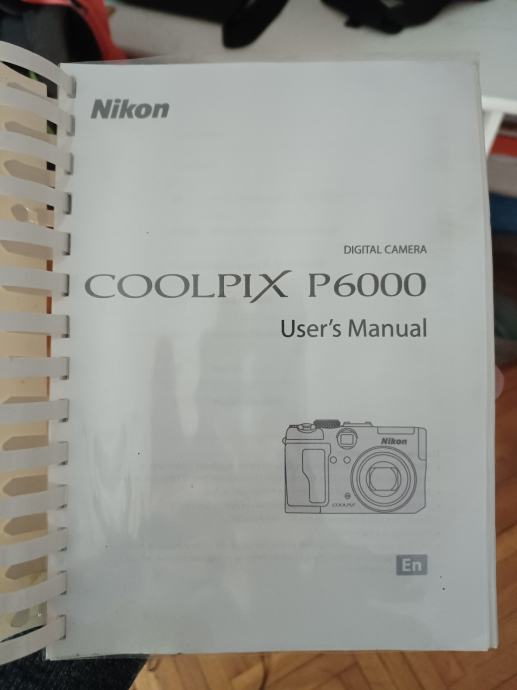 Nikon
DIGITAL CAMERA
COOLPIX P6000
User's Manual
Nikon
COOLPIX
En